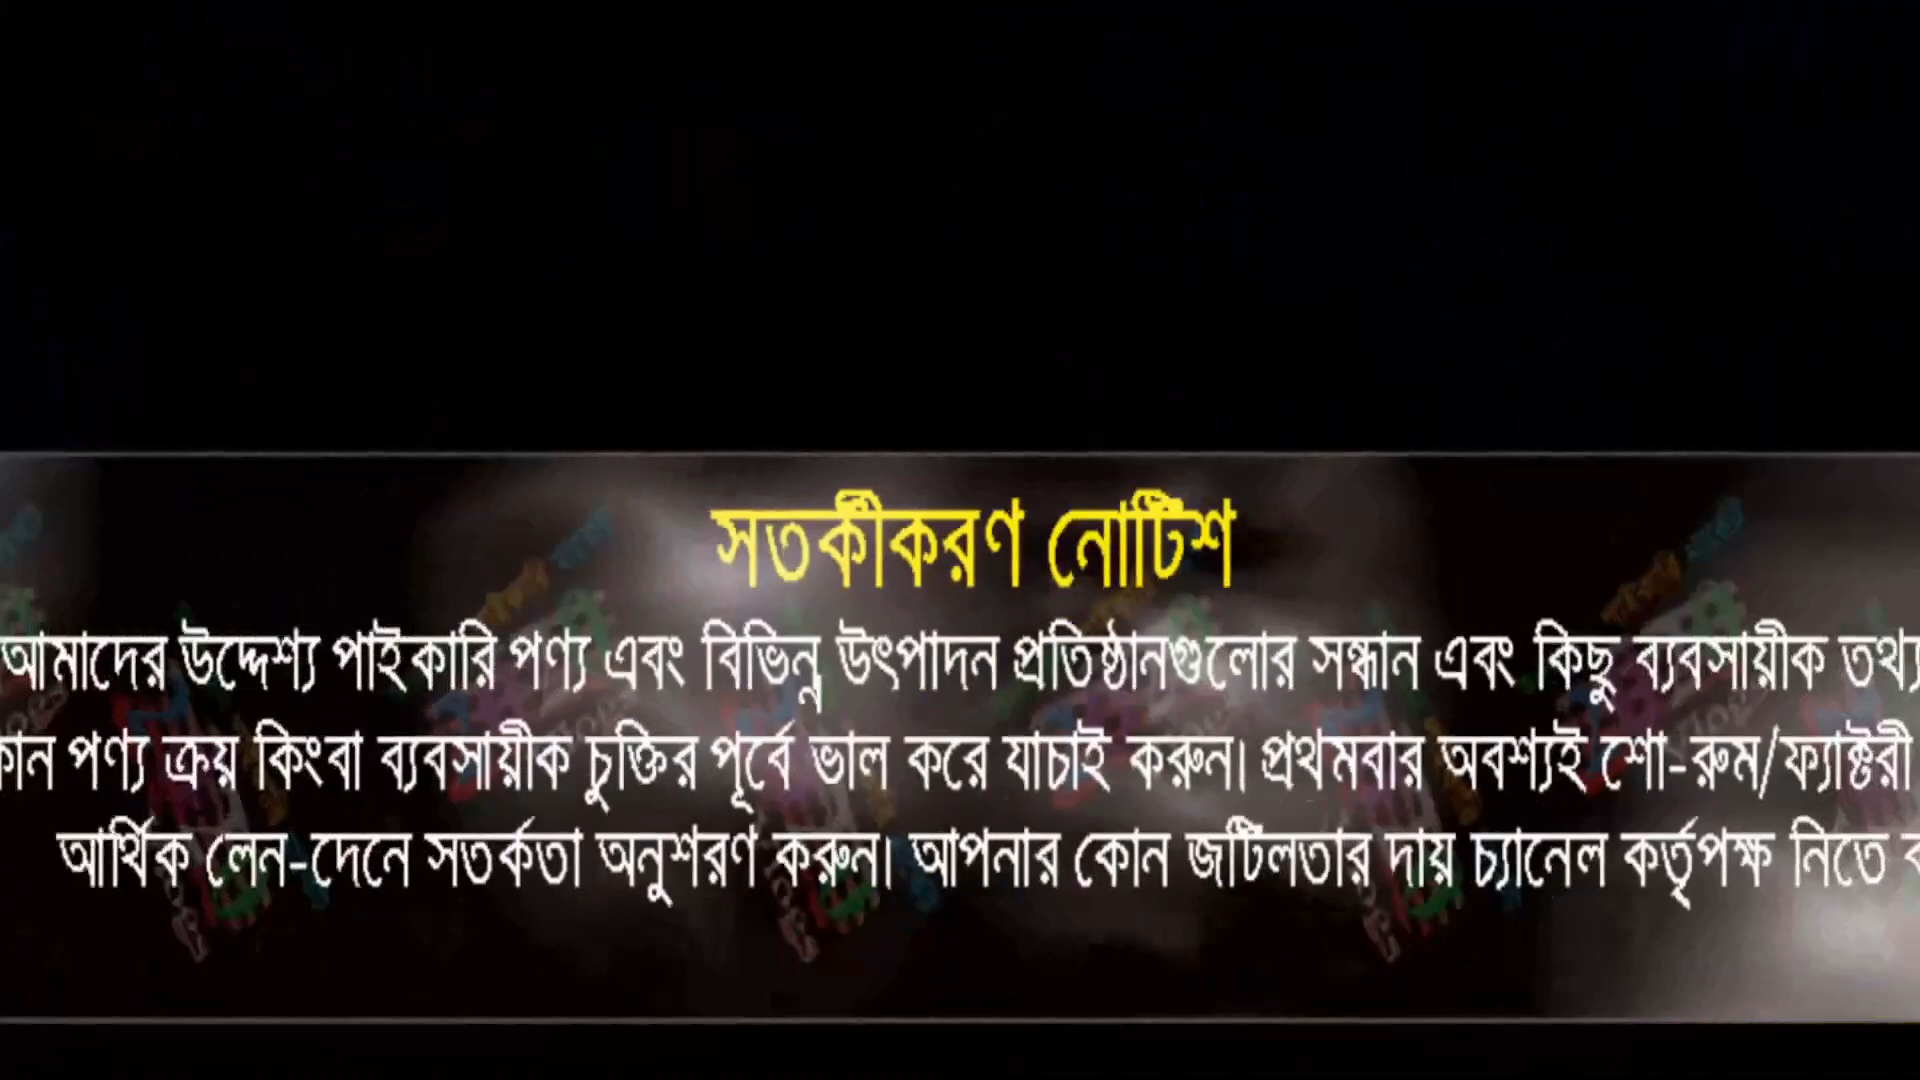 সতর্কীকরণ নোটিশ
আমাদের উদ্দেশ্য পাইকারি পণ্য এবং বিভিন্ন উৎপাদন প্রতিষ্ঠানগুলোর সন্ধান এবং কিছু ব্যবসায়ীক তথ্য
পণ্য ক্রয় কিংবা ব্যবসায়ীক চুক্তির পূর্বে ভাল করে যাচাই করুন। প্রথমবার অবশ্যই শো-রুম/ফ্যাক্টরী
আর্থিক লেন-দেনে সতর্কতা অনুশরণ করুন। আপনার কোন জটিলতার দায় চ্যানেল কর্তৃপক্ষ নিতে